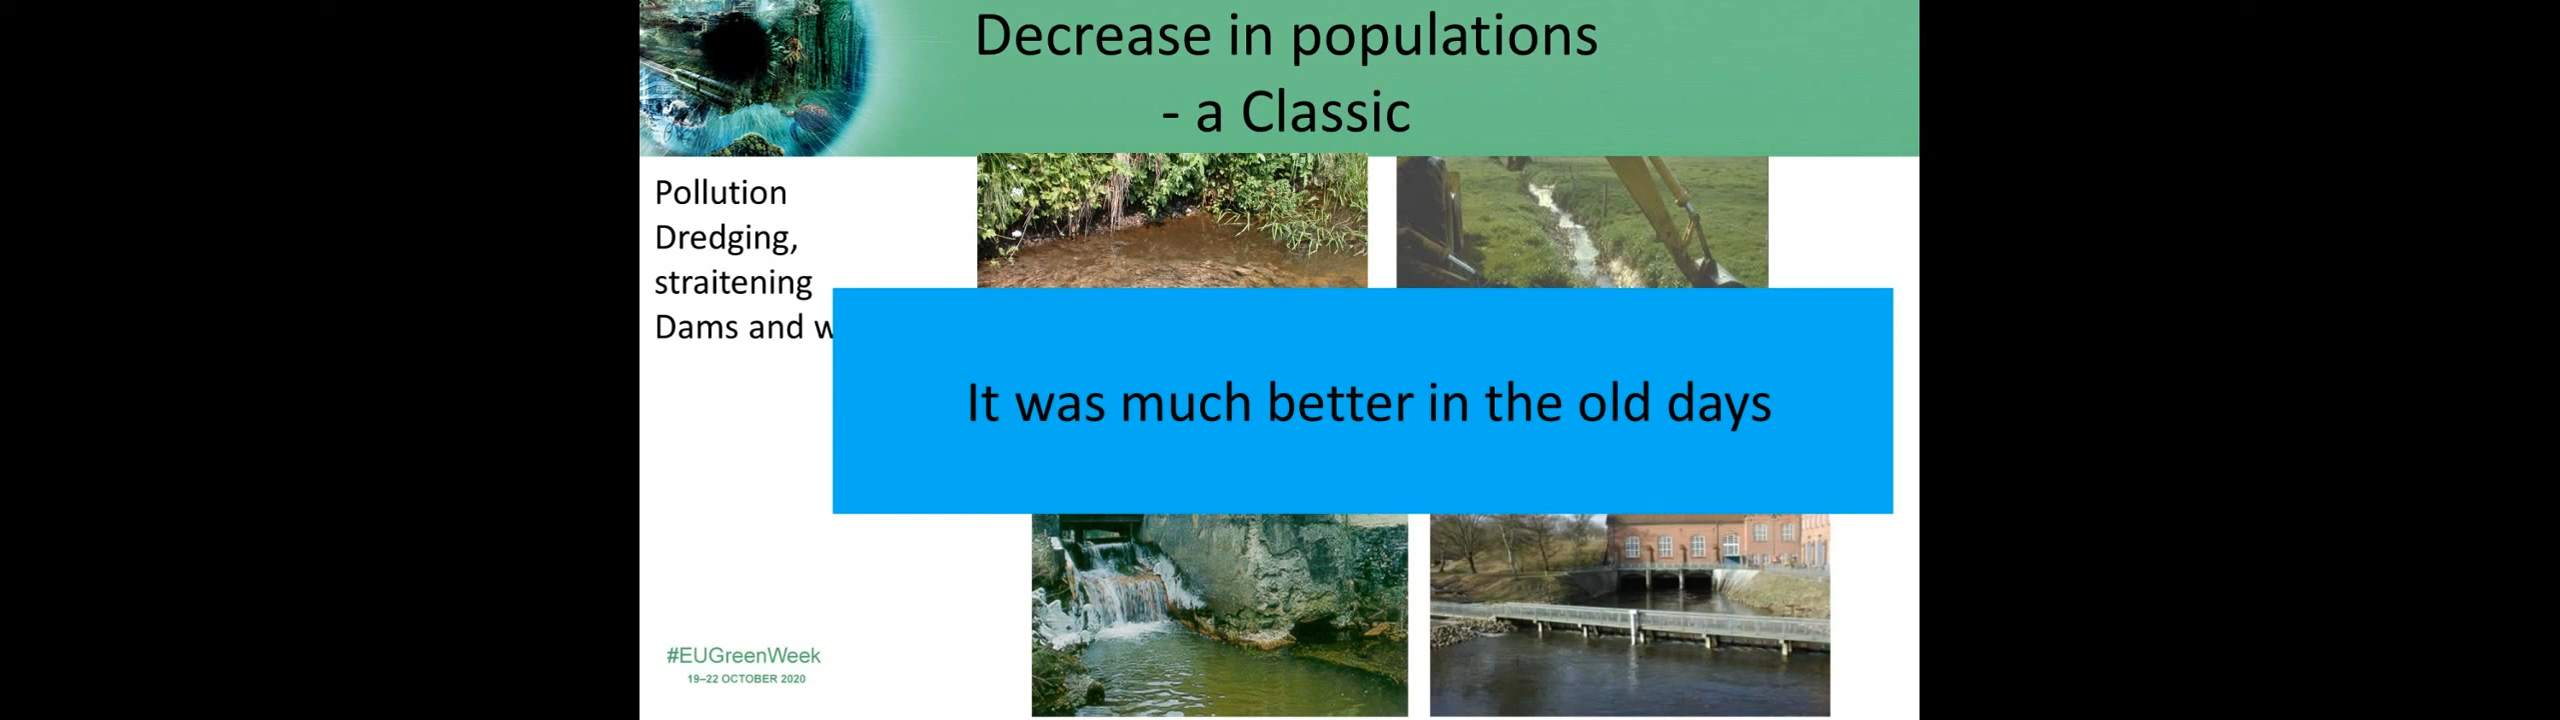 Decrease in populations
- a Classic
Pollution
Dredging,
straitening
Dams and
It was much better in the old days
#EUGreenWeek
19–22 OCTOBER 2020